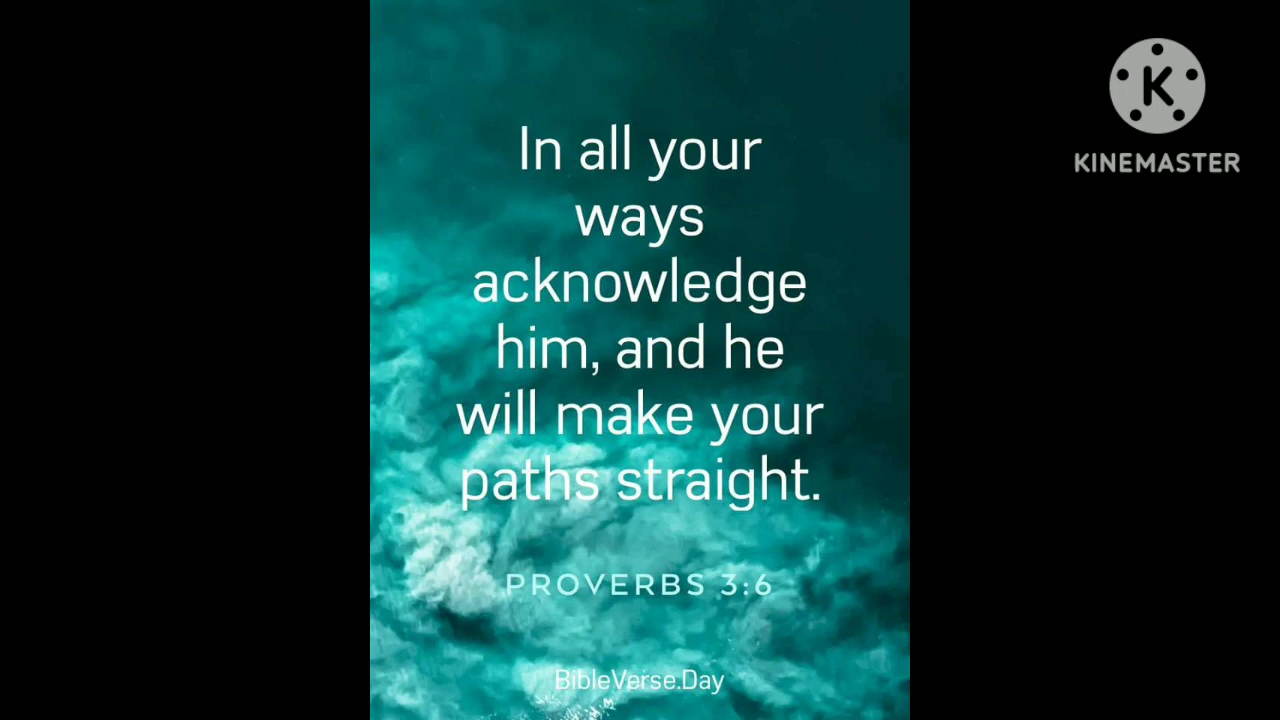 In all your
ways
acknowledge
him, and he
will make your
paths straight.
PROVERBS 3:6
BibleVerse.Day
K
KINEMASTER